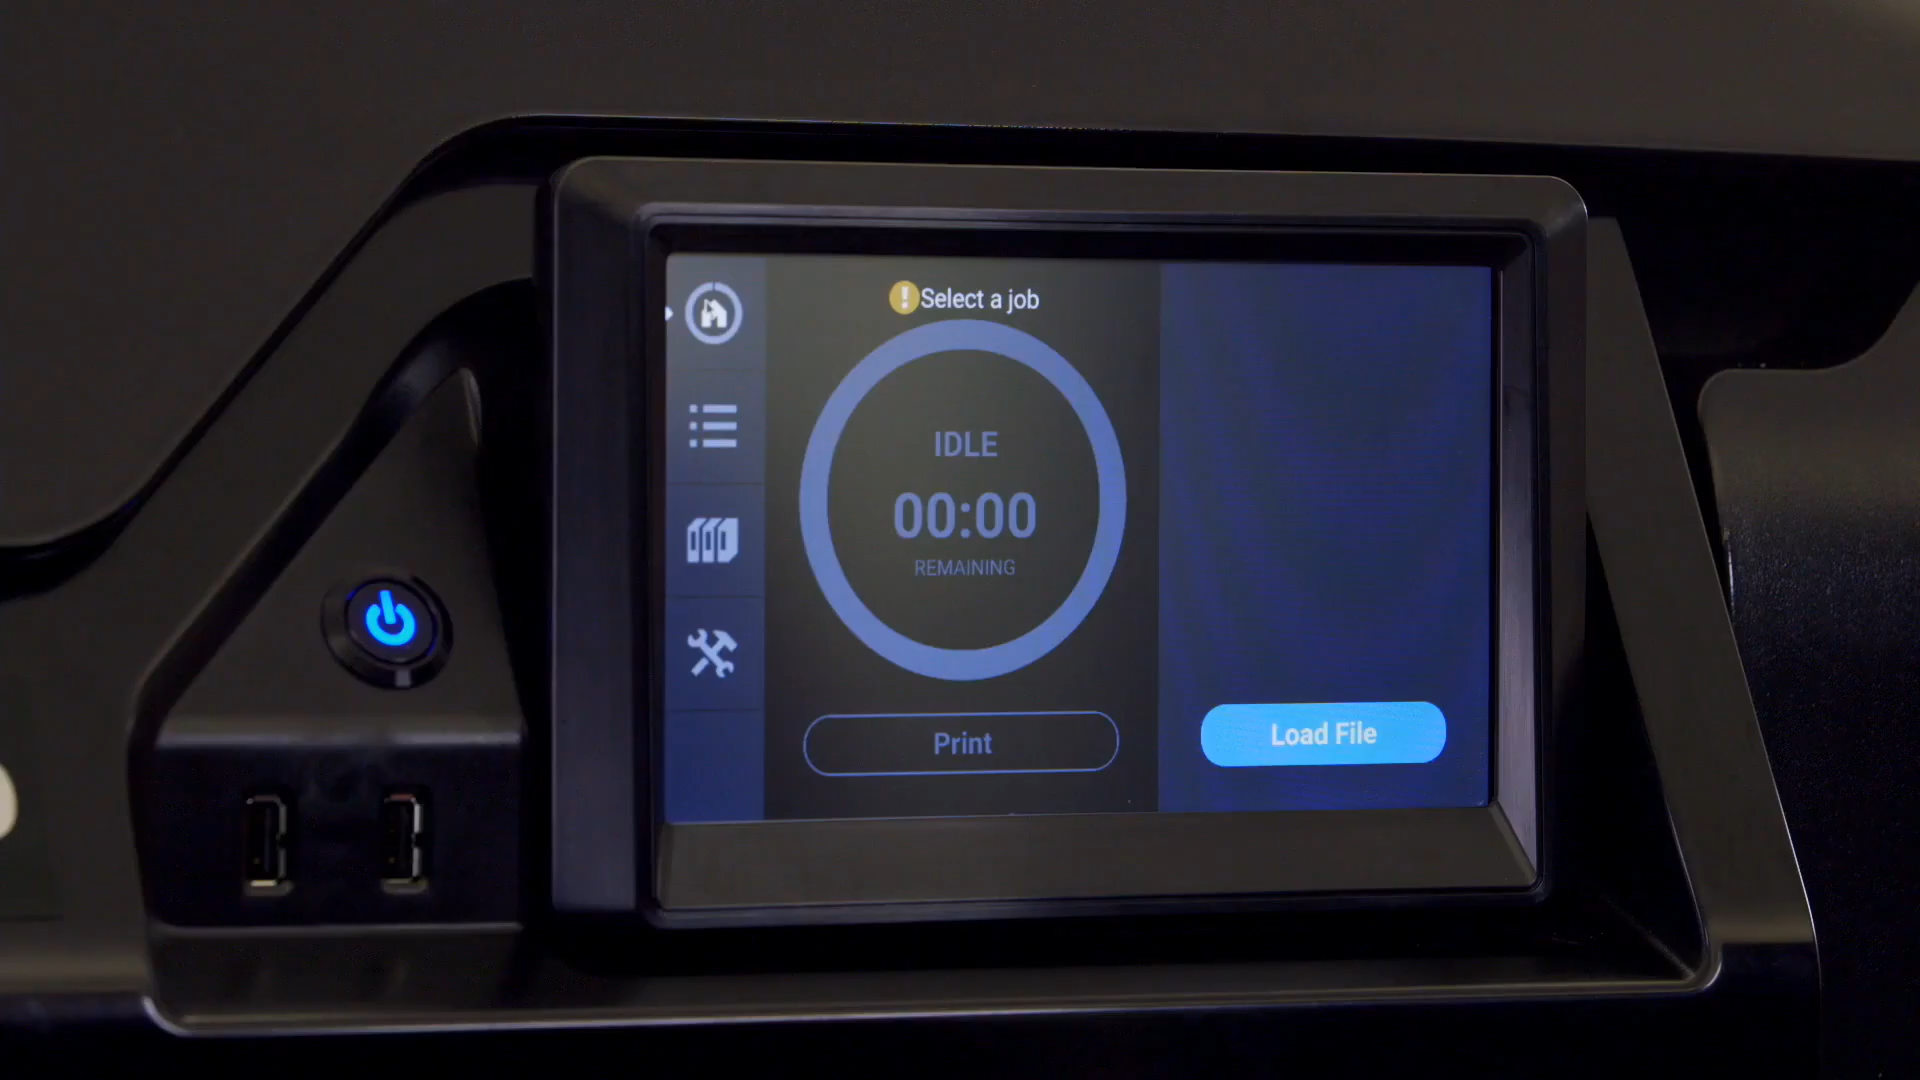 Select a job
IDLE
00:00
REMAINING
Print
Load File